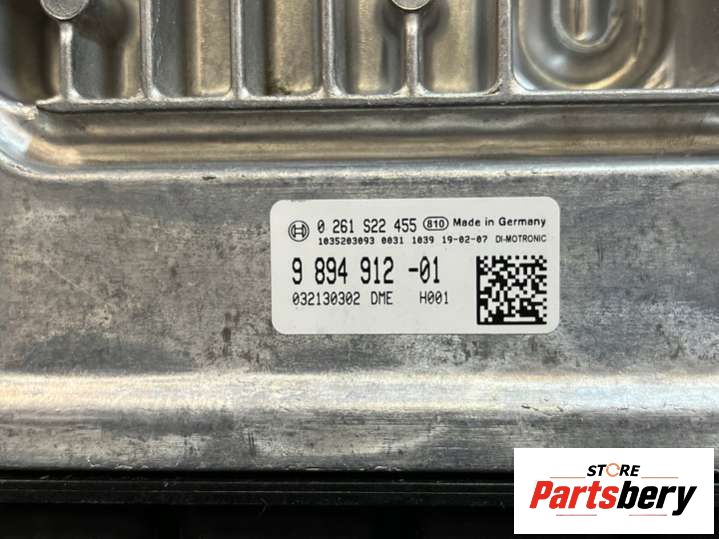 0 261 S22 455 810 Made in Germany
1035203093 0031 1039 19-02-07 DI-MOTRONIC
9 894 912 -01
032130302 DME H001
STORE
Partsbery